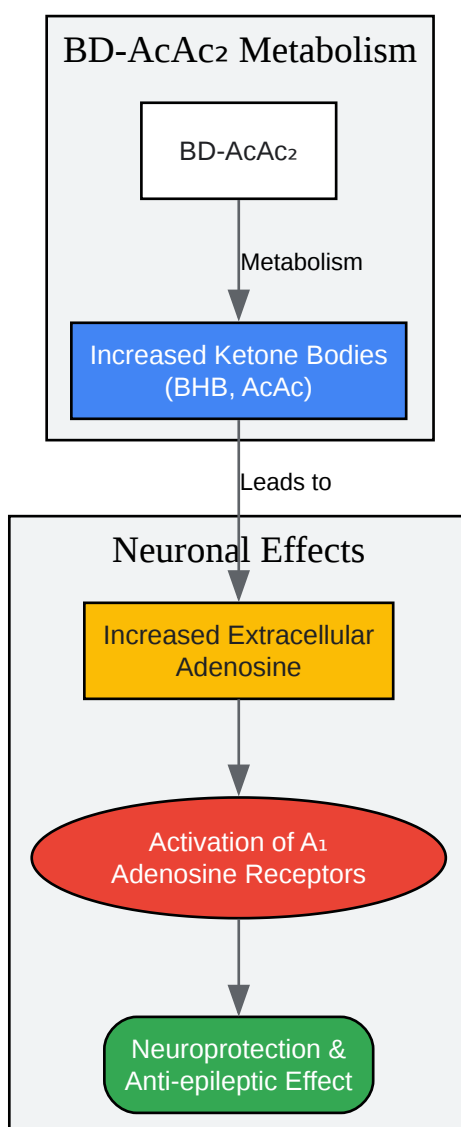 BD-AcAc₂ Metabolism
BD-AcAc₂
Metabolism
Increased Ketone Bodies
(BHB, AcAc)
Leads to
Neuronal Effects
Increased Extracellular
Adenosine
Activation of A₁
Adenosine Receptors
Neuroprotection &
Anti-epileptic Effect